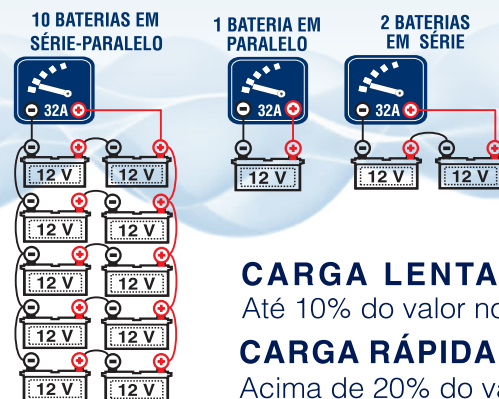 10 BATERIAS EM
SÉRIE-PARALELO
1 BATERIA EM
PARALELO
2 BATERIAS
EM SÉRIE
32A
32A
32A
12 V
12 V
12 V
12 V
12 V
12 V
12 V
12 V
12 V
12 V
12 V
12 V
12 V
CARGA LENTA
Até 10% do valor no
CARGA RÁPIDA
Acima de 20% do va